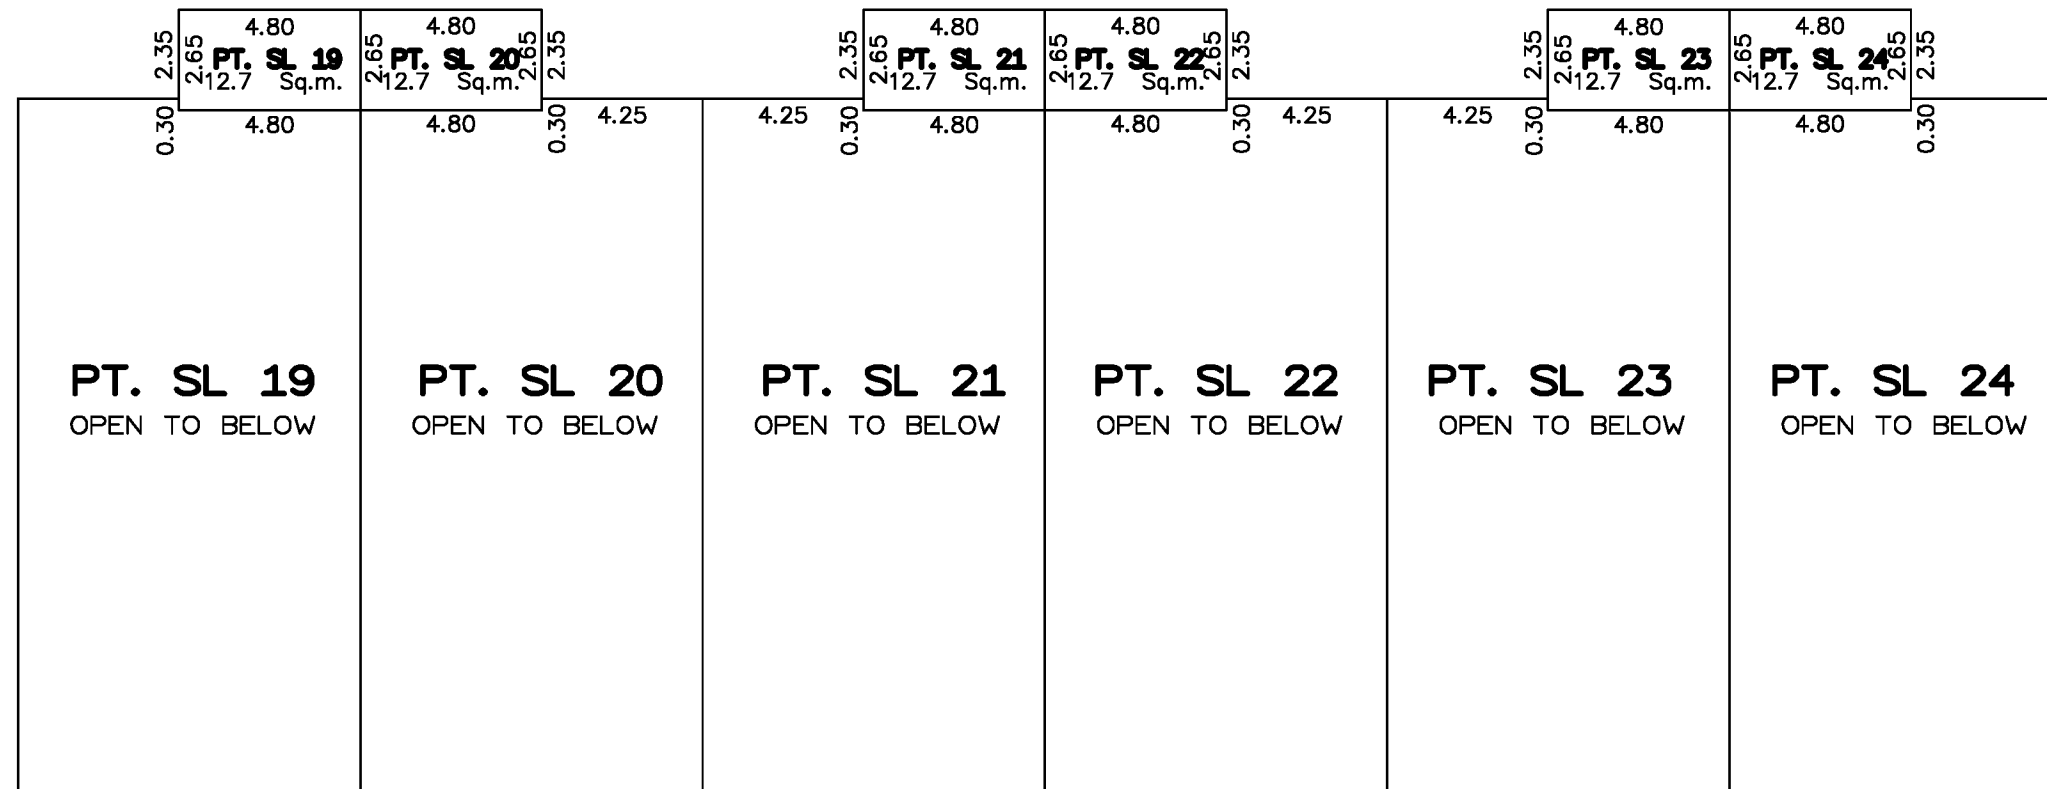 4.80 4.80 4.80 4.80 4.80 4.80
2.35 2.65 PT. SL 19 2.65 PT. SL 20 2.65 2.35 2.35 2.65 PT. SL 21 2.65 PT. SL 22 2.65 2.35 2.35 2.65 PT. SL 23 2.65 PT. SL 24 2.65 2.35
12.7 Sq.m. 12.7 Sq.m. 12.7 Sq.m. 12.7 Sq.m. 12.7 Sq.m. 12.7 Sq.m.
0.30 4.80 4.80 0.30 4.25 4.25 0.30 4.80 4.80 0.30 4.25 4.25 0.30 4.80 4.80 0.30
PT. SL 19 PT. SL 20 PT. SL 21 PT. SL 22 PT. SL 23 PT. SL 24
OPEN TO BELOW OPEN TO BELOW OPEN TO BELOW OPEN TO BELOW OPEN TO BELOW OPEN TO BELOW